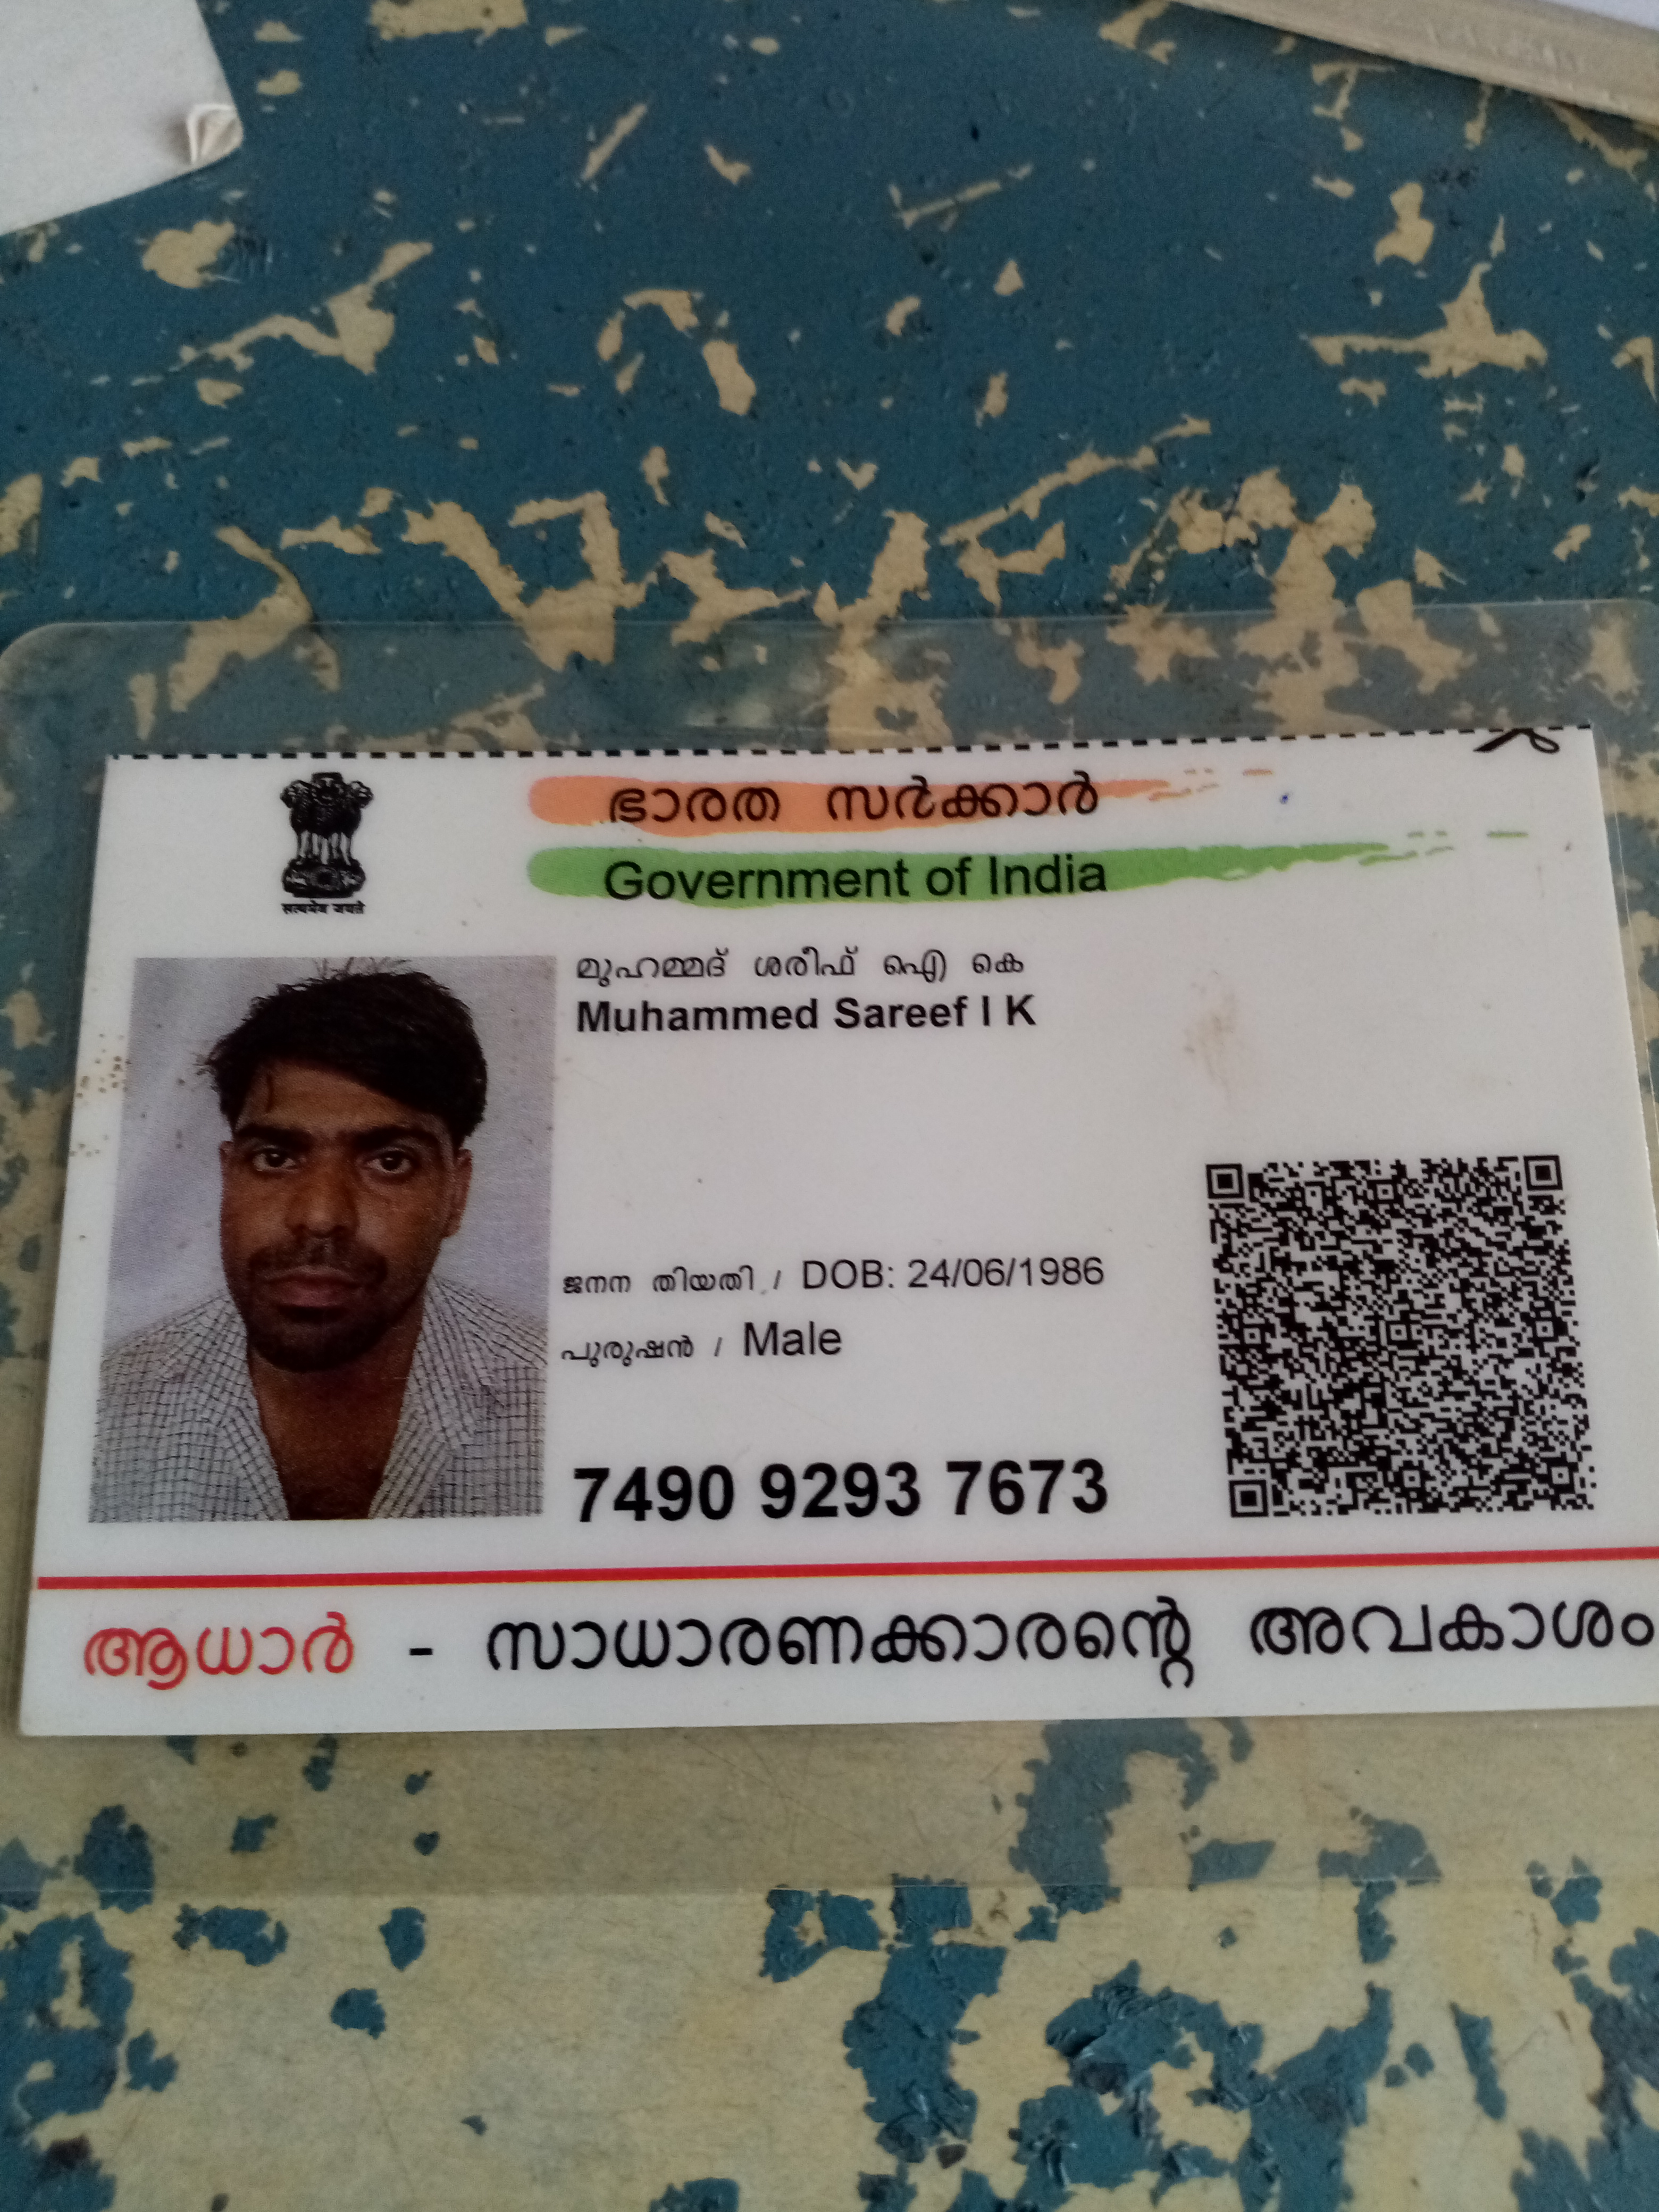 ഭാരത സർക്കാർ
Government of India
सत्यमेव जयते
മുഹമ്മദ് ശരീഫ് ഐ കെ
Muhammed Sareef I K
ജനന തിയതി / DOB: 24/06/1986
പുരുഷൻ / Male
7490 9293 7673
ആധാർ - സാധാരണക്കാരന്റെ അവകാശം